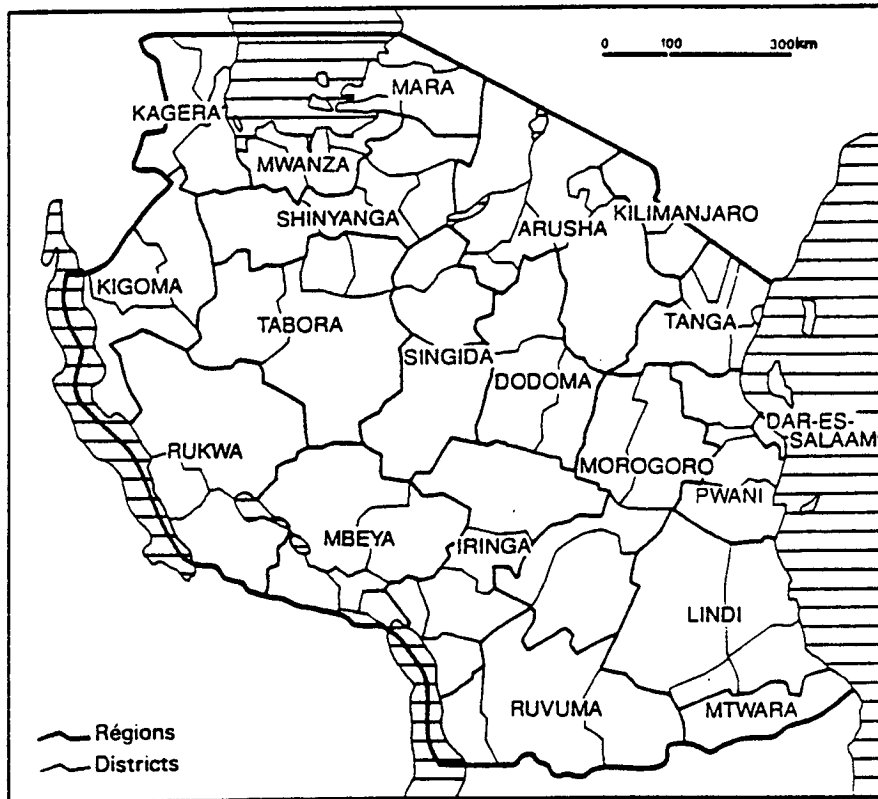 0 100 300km
MARA
KAGERA
MWANZA
SHINYANGA
ARUSHA
KILIMANJARO
KIGOMA
TABORA
TANGA
SINGIDA
DODOMA
DAR-ES-
SALAAM
RUKWA
MOROGORO
PWANI
MBEYA
IRINGA
LINDI
RUVUMA
MTWARA
Régions
Districts